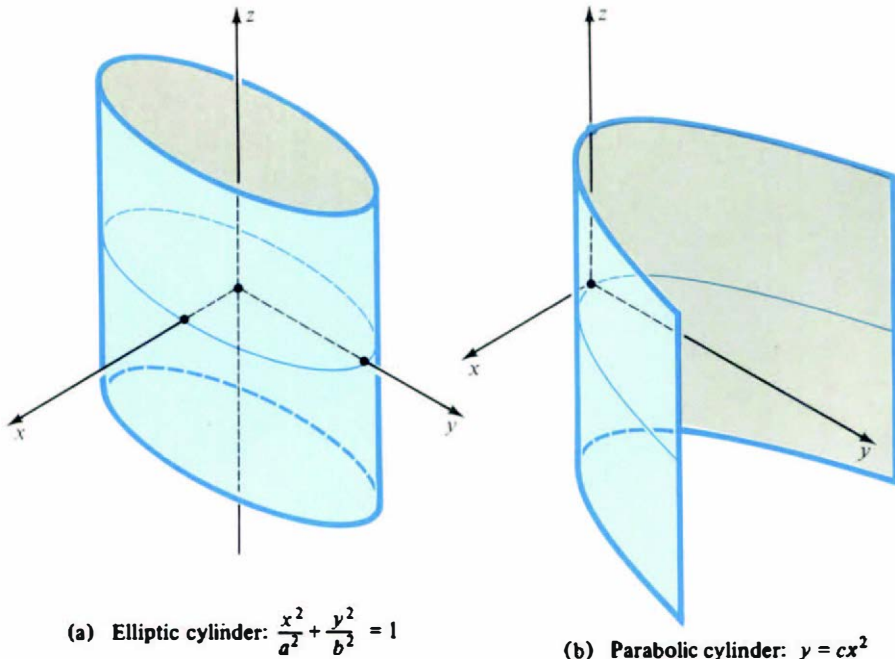 z
z
x
y
x
y
(a) Elliptic cylinder: x²/a² + y²/b² = 1
(b) Parabolic cylinder: y = cx²